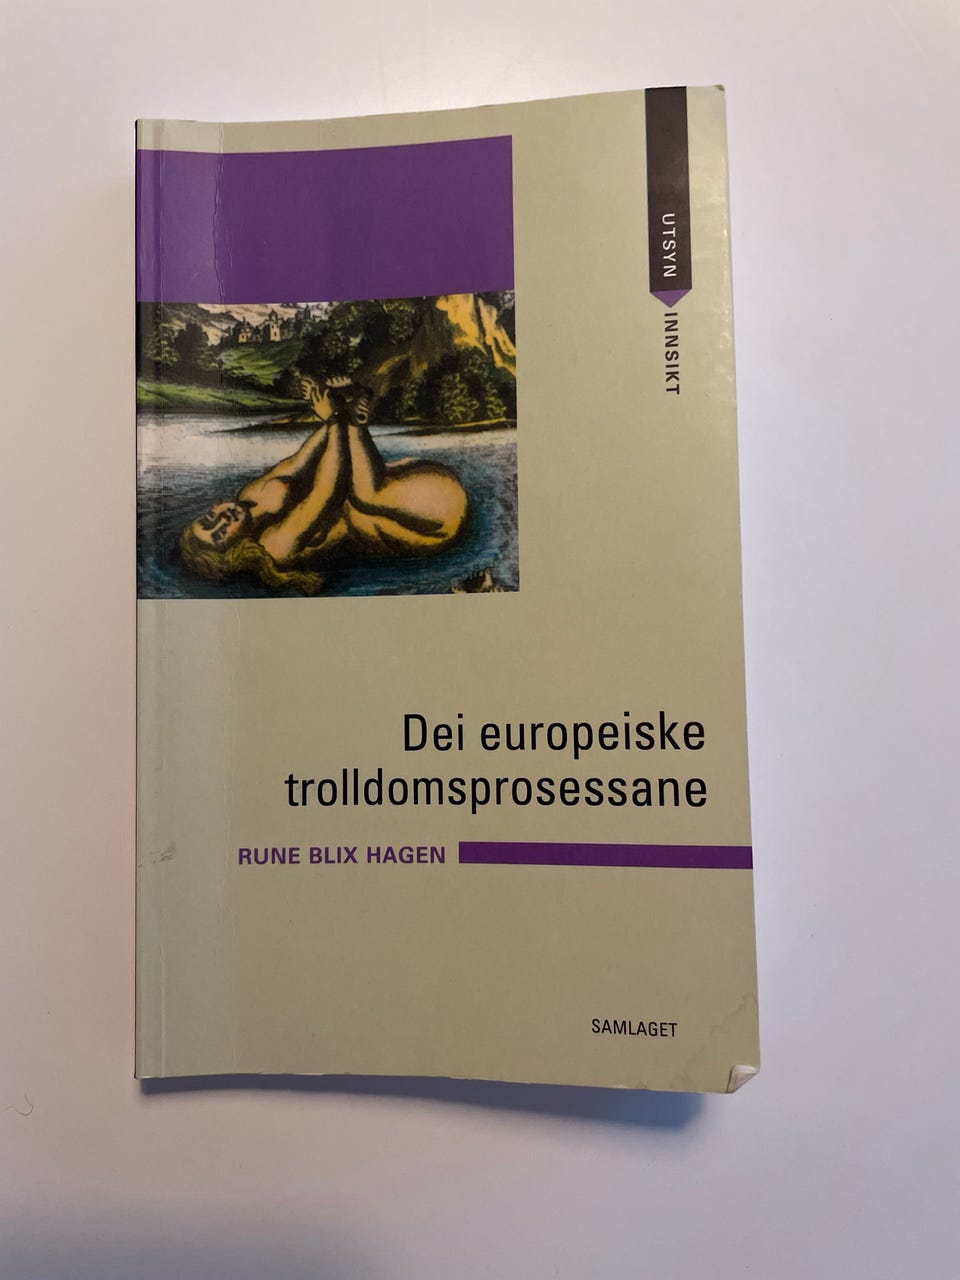 UTSYN
INNSIKT
Dei europeiske
trolldomsprosessane
RUNE BLIX HAGEN
SAMLAGET